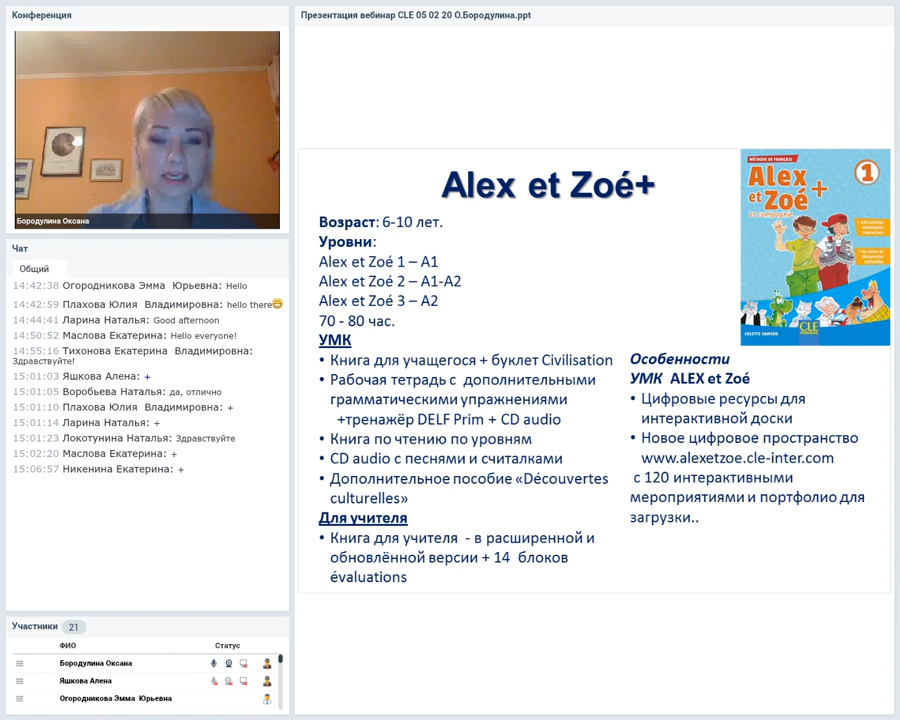 Конференция
Бородулина Оксана
Чат
Общий
14:42:38 Огородникова Эмма Юрьевна: Hello
14:42:59 Плахова Юлия Владимировна: hello there
14:44:41 Ларина Наталья: Good afternoon
14:50:52 Маслова Екатерина: Hello everyone!
14:55:16 Тихонова Екатерина Владимировна:
Здравствуйте!
15:01:03 Яшкова Алена: +
15:01:05 Воробьева Наталья: да, отлично
15:01:10 Плахова Юлия Владимировна: +
15:01:14 Ларина Наталья: +
15:01:23 Локотунина Наталья: Здравствуйте
15:02:20 Маслова Екатерина: +
15:06:57 Никенина Екатерина: +
Участники 21
ФИО Статус
Бородулина Оксана
Яшкова Алена
Огородникова Эмма Юрьевна
Презентация вебинар CLE 05 02 20 О.Бородулина.ppt
Alex et Zoé+
Возраст: 6-10 лет.
Уровни:
Alex et Zoé 1 – A1
Alex et Zoé 2 – A1-A2
Alex et Zoé 3 – A2
70 - 80 час.
УМК
• Книга для учащегося + буклет Civilisation
• Рабочая тетрадь с дополнительными
грамматическими упражнениями
+тренажёр DELF Prim + CD audio
• Книга по чтению по уровням
• CD audio с песнями и считалками
• Дополнительное пособие «Découvertes
culturelles»
Для учителя
• Книга для учителя - в расширенной и
обновлённой версии + 14 блоков
évaluations
MÉTHODE DE FRANÇAIS
1
Alex
et Zoé+
et compagnie
COLETTE SAMSON
CLE
Особенности
УМК ALEX et Zoé
• Цифровые ресурсы для
интерактивной доски
• Новое цифровое пространство
www.alexetzoe.cle-inter.com
с 120 интерактивными
мероприятиями и портфолио для
загрузки..